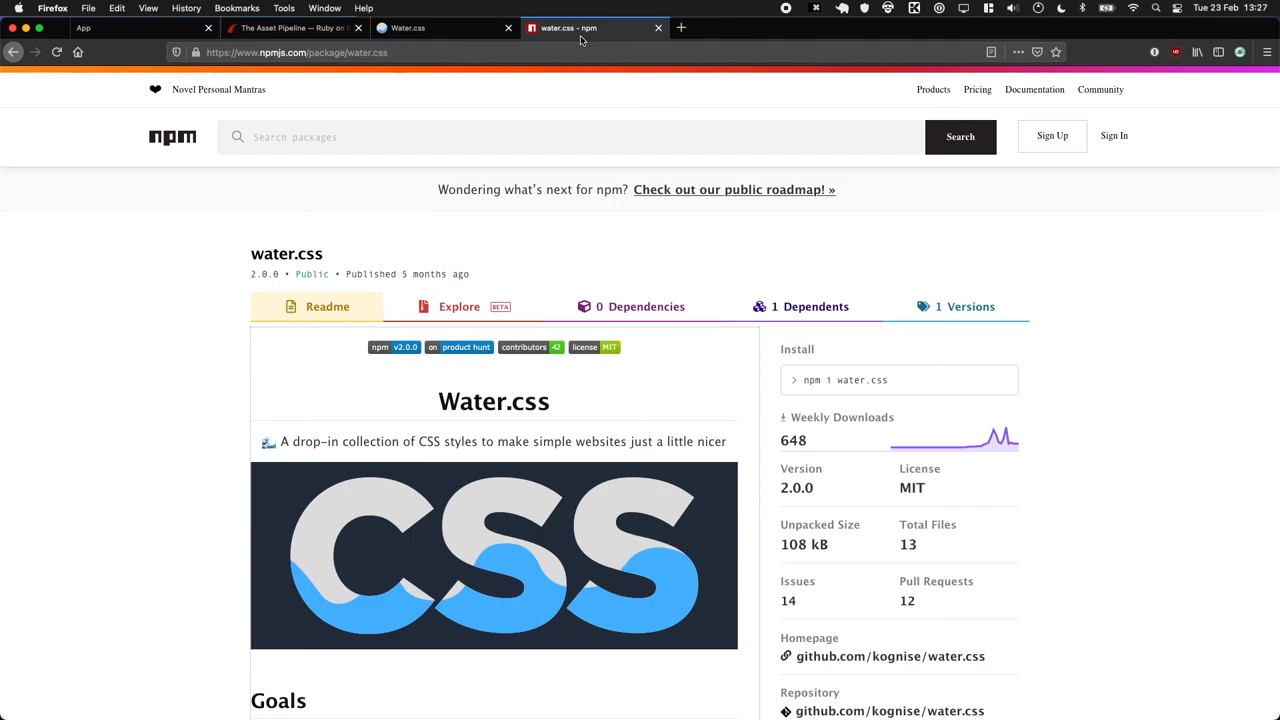 Firefox File Edit View History Bookmarks Tools Window Help
Tue 23 Feb 13:27
App
The Asset Pipeline — Ruby on R
Water.css
water.css - npm
https://www.npmjs.com/package/water.css
Novel Personal Mantras
Products Pricing Documentation Community
npm
Search packages
Search
Sign Up
Sign In
Wondering what's next for npm? Check out our public roadmap! »
water.css
2.0.0 • Public • Published 5 months ago
Readme
Explore BETA
0 Dependencies
1 Dependents
1 Versions
npm v2.0.0 on product hunt contributors 42 license MIT
Water.css
A drop-in collection of CSS styles to make simple websites just a little nicer
CSS
Goals
Install
> npm i water.css
Weekly Downloads
648
Version License
2.0.0 MIT
Unpacked Size Total Files
108 kB 13
Issues Pull Requests
14 12
Homepage
github.com/kognise/water.css
Repository
github.com/kognise/water.css